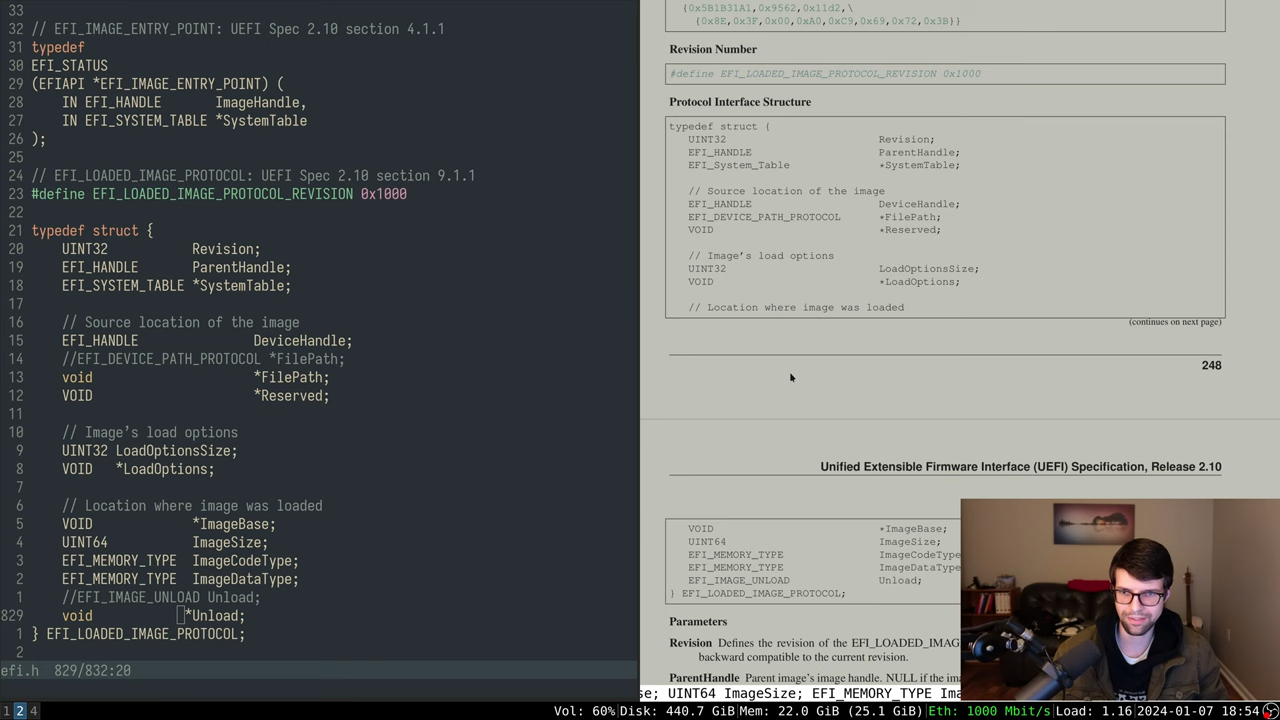 33
32 // EFI_IMAGE_ENTRY_POINT: UEFI Spec 2.10 section 4.1.1
31 typedef
30 EFI_STATUS
29 (EFIAPI *EFI_IMAGE_ENTRY_POINT) (
28 IN EFI_HANDLE ImageHandle,
27 IN EFI_SYSTEM_TABLE *SystemTable
26 );
25
24 // EFI_LOADED_IMAGE_PROTOCOL: UEFI Spec 2.10 section 9.1.1
23 #define EFI_LOADED_IMAGE_PROTOCOL_REVISION 0x1000
22
21 typedef struct {
20 UINT32 Revision;
19 EFI_HANDLE ParentHandle;
18 EFI_SYSTEM_TABLE *SystemTable;
17
16 // Source location of the image
15 EFI_HANDLE DeviceHandle;
14 //EFI_DEVICE_PATH_PROTOCOL *FilePath;
13 void *FilePath;
12 VOID *Reserved;
11
10 // Image's load options
9 UINT32 LoadOptionsSize;
8 VOID *LoadOptions;
7
6 // Location where image was loaded
5 VOID *ImageBase;
4 UINT64 ImageSize;
3 EFI_MEMORY_TYPE ImageCodeType;
2 EFI_MEMORY_TYPE ImageDataType;
1 //EFI_IMAGE_UNLOAD Unload;
829 void *Unload;
1 } EFI_LOADED_IMAGE_PROTOCOL;
2
efi.h 829/832:20
{0x5B1B31A1,0x9562,0x11d2,\
{0x8E,0x3F,0x00,0xA0,0xC9,0x69,0x72,0x3B}}
Revision Number
#define EFI_LOADED_IMAGE_PROTOCOL_REVISION 0x1000
Protocol Interface Structure
typedef struct {
UINT32 Revision;
EFI_HANDLE ParentHandle;
EFI_System_Table *SystemTable;
// Source location of the image
EFI_HANDLE DeviceHandle;
EFI_DEVICE_PATH_PROTOCOL *FilePath;
VOID *Reserved;
// Image's load options
UINT32 LoadOptionsSize;
VOID *LoadOptions;
// Location where image was loaded
(continues on next page)
248
Unified Extensible Firmware Interface (UEFI) Specification, Release 2.10
VOID *ImageBase;
UINT64 ImageSize;
EFI_MEMORY_TYPE ImageCodeType
EFI_MEMORY_TYPE ImageDataType
EFI_IMAGE_UNLOAD Unload;
} EFI_LOADED_IMAGE_PROTOCOL;
Parameters
Revision Defines the revision of the EFI_LOADED_IMAG
backward compatible to the current revision.
ParentHandle Parent image's image handle. NULL if the ima
se; UINT64 ImageSize; EFI_MEMORY_TYPE Ima
1 2 4
Vol: 60% Disk: 440.7 GiB Mem: 22.0 GiB (25.1 GiB) Eth: 1000 Mbit/s Load: 1.16 2024-01-07 18:54